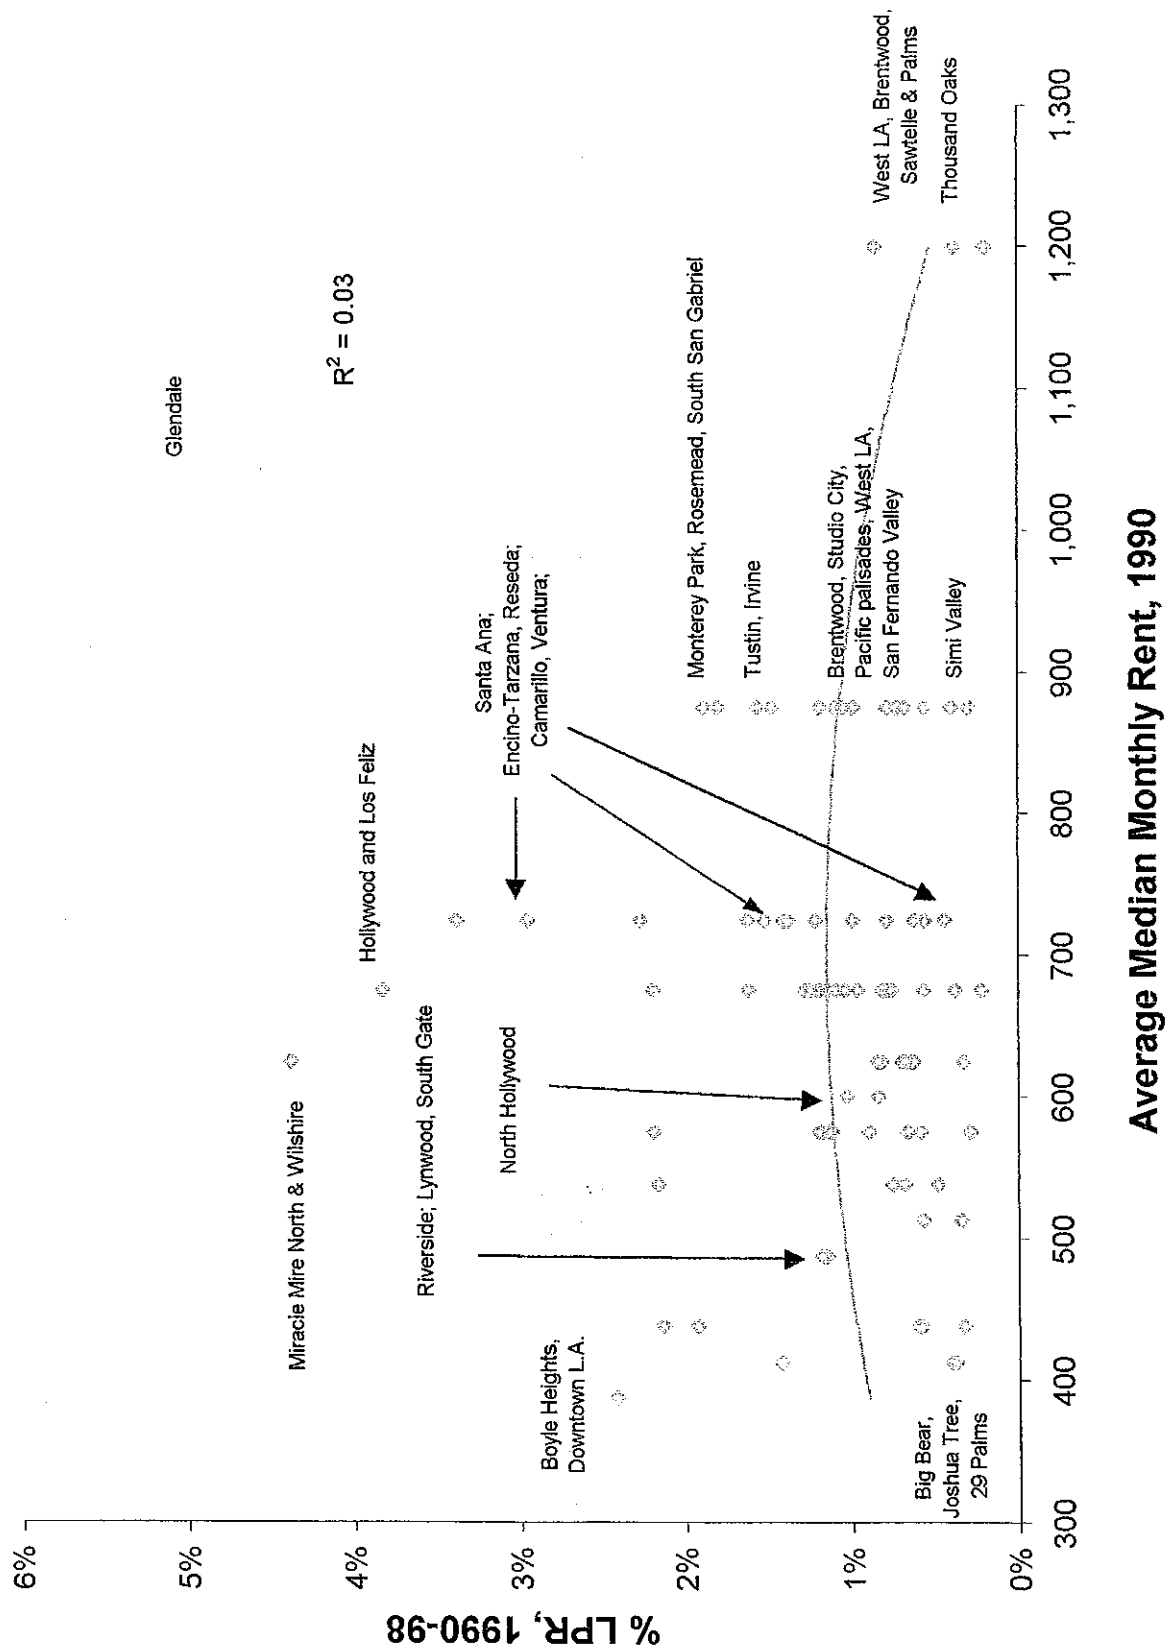 6%
5%
4%
3%
2%
1%
0%
% LPR, 1990-98
Glendale
R² = 0.03
Miracle Mire North & Wilshire
Hollywood and Los Feliz
Santa Ana;
Encino-Tarzana, Reseda;
Camarillo, Ventura;
Riverside; Lynwood, South Gate
North Hollywood
Boyle Heights,
Downtown L.A.
Monterey Park, Rosemead, South San Gabriel
Tustin, Irvine
Brentwood, Studio City,
Pacific palisades, West LA,
San Fernando Valley
Simi Valley
West LA, Brentwood,
Sawtelle & Palms
Thousand Oaks
Big Bear,
Joshua Tree,
29 Palms
300
400
500
600
700
800
900
1,000
1,100
1,200
1,300
Average Median Monthly Rent, 1990